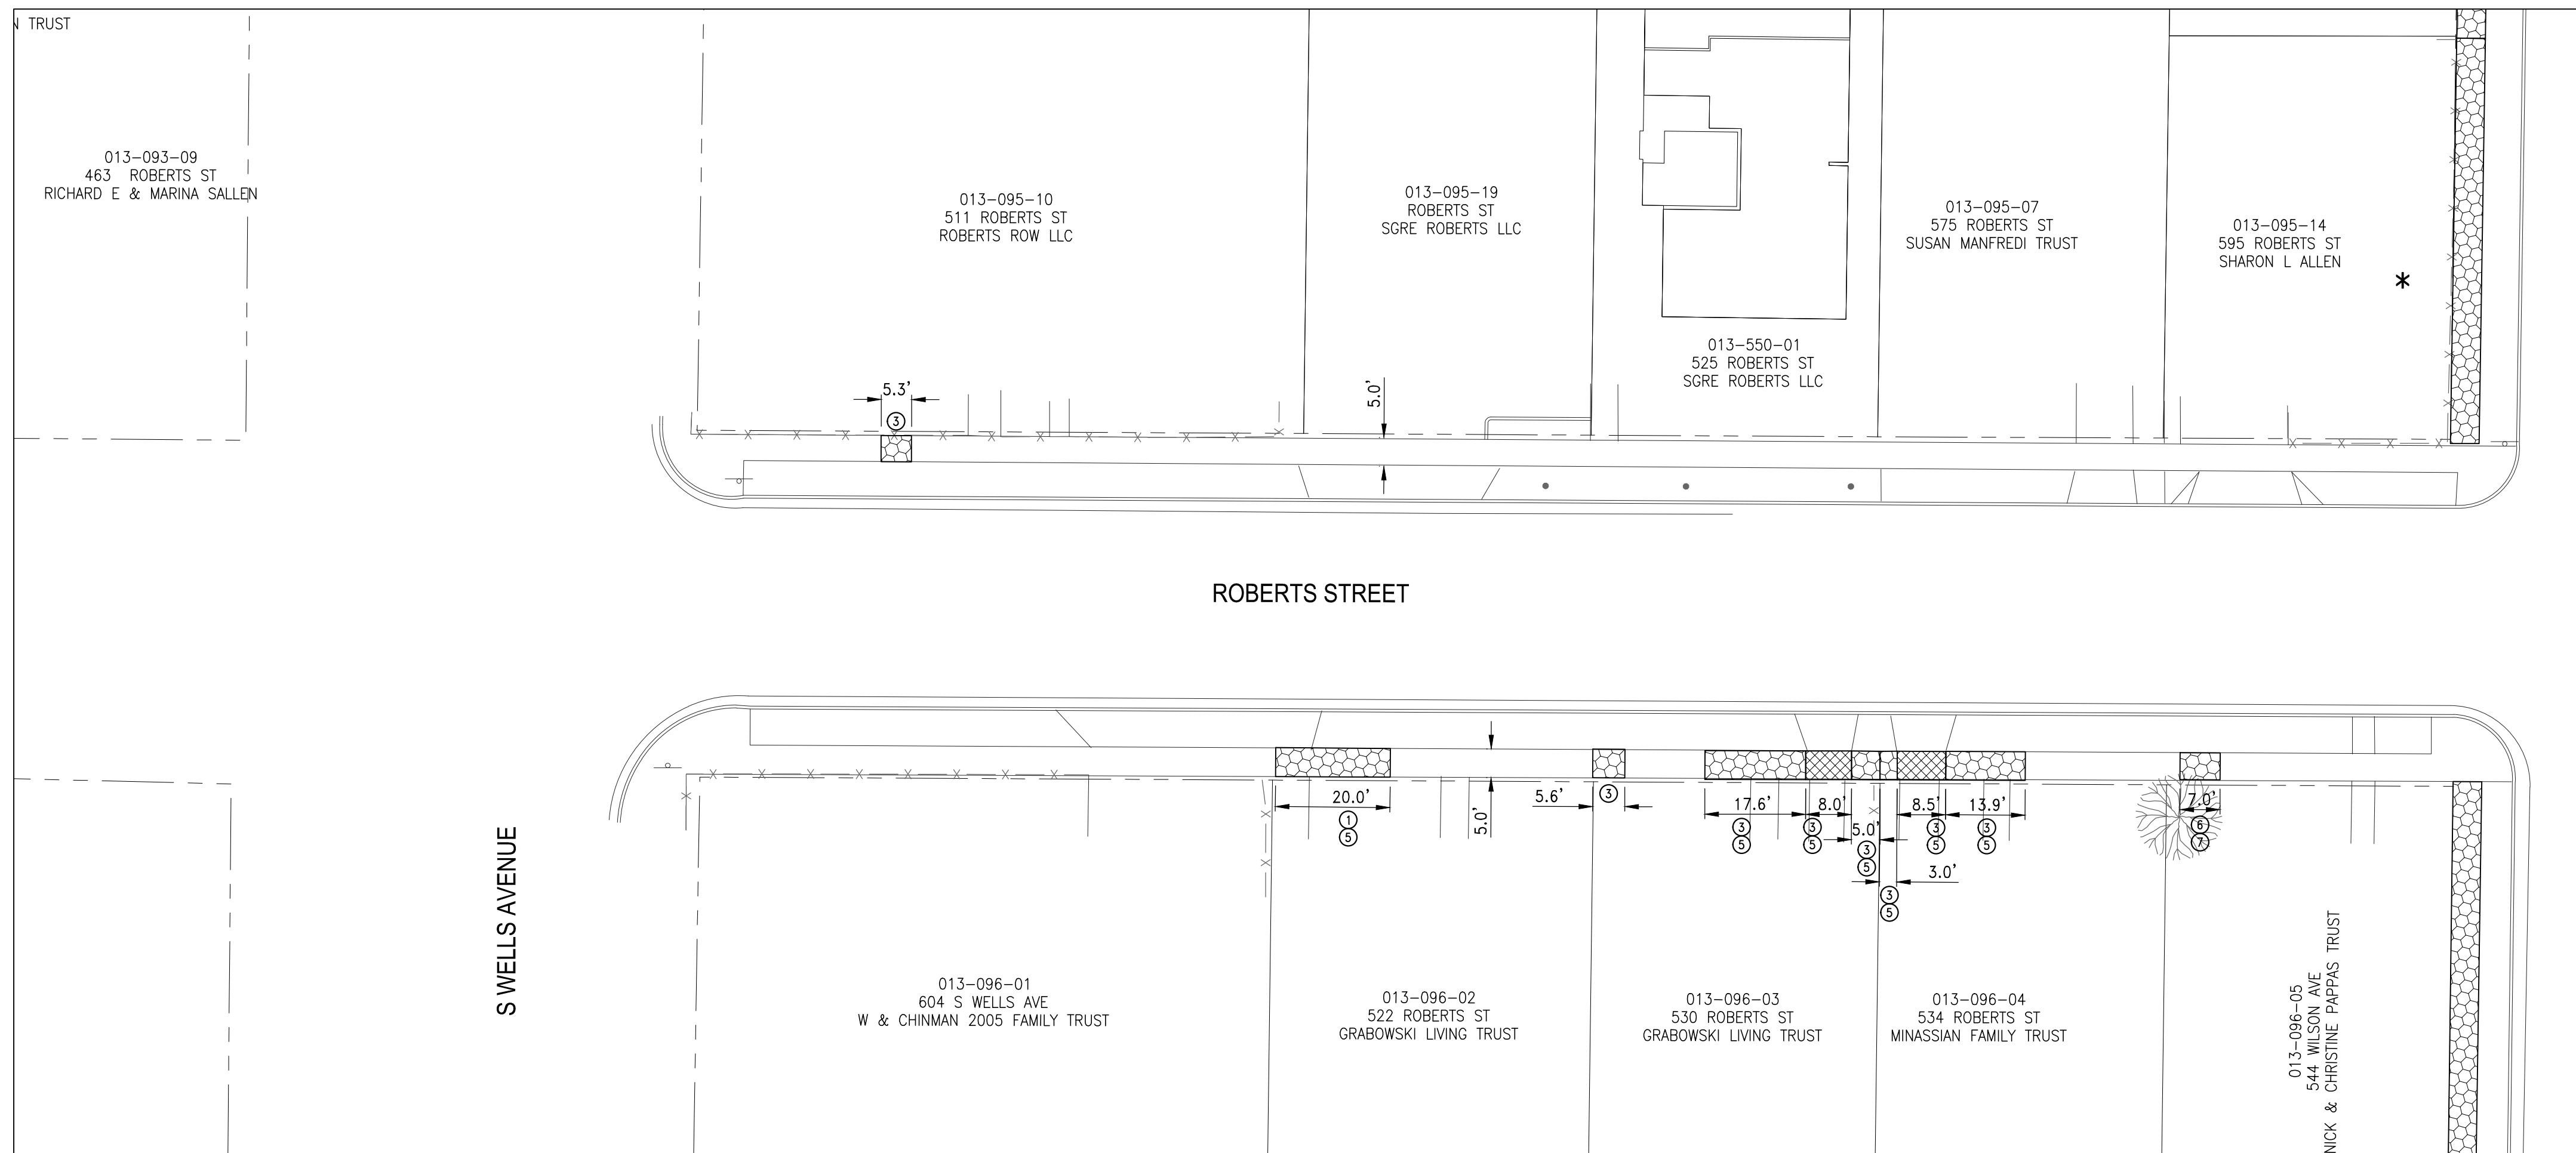 N TRUST
013-093-09
463 ROBERTS ST
RICHARD E & MARINA SALLEN
013-095-10
511 ROBERTS ST
ROBERTS ROW LLC
013-095-19
ROBERTS ST
SGRE ROBERTS LLC
013-550-01
525 ROBERTS ST
SGRE ROBERTS LLC
013-095-07
575 ROBERTS ST
SUSAN MANFREDI TRUST
013-095-14
595 ROBERTS ST
SHARON L ALLEN
*
5.3'
3
5.0'
ROBERTS STREET
S WELLS AVENUE
20.0'
1
5
5.0'
5.6'
3
17.6'
3
5
8.0'
3
5
5.0'
3
5
3.0'
3
5
8.5'
3
5
13.9'
3
5
7.0'
6
7
013-096-01
604 S WELLS AVE
W & CHINMAN 2005 FAMILY TRUST
013-096-02
522 ROBERTS ST
GRABOWSKI LIVING TRUST
013-096-03
530 ROBERTS ST
GRABOWSKI LIVING TRUST
013-096-04
534 ROBERTS ST
MINASSIAN FAMILY TRUST
013-096-05
544 WILSON AVE
NICK & CHRISTINE PAPPAS TRUST